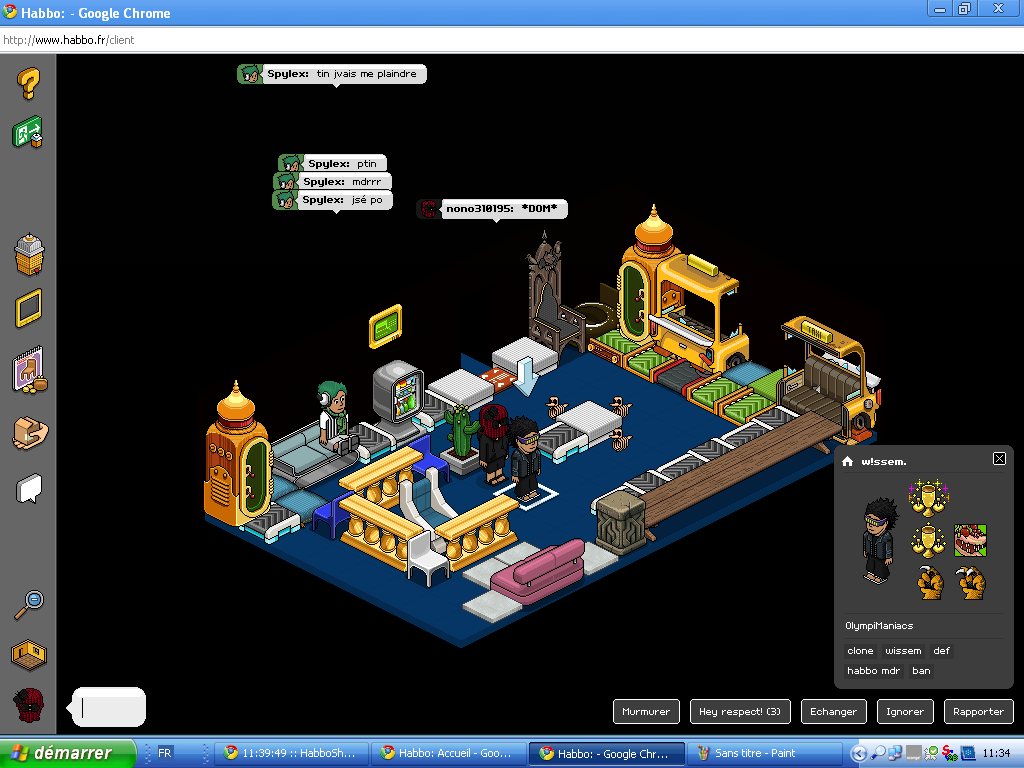 Habbo: - Google Chrome
http://www.habbo.fr/client
Spylex: tin jvais me plaindre
Spylex: ptin
Spylex: mdrrr
Spylex: jsé po
nono310195: *DOM*
TAXI
w!ssem.
OlympiManiacs
clone wissem def
habbo mdr ban
Murmurer Hey respect! (3) Echanger Ignorer Rapporter
démarrer FR 11:39:49 :: HabboSh... Habbo: Accueil - Goo... Habbo: - Google Chr... Sans titre - Paint 11:34